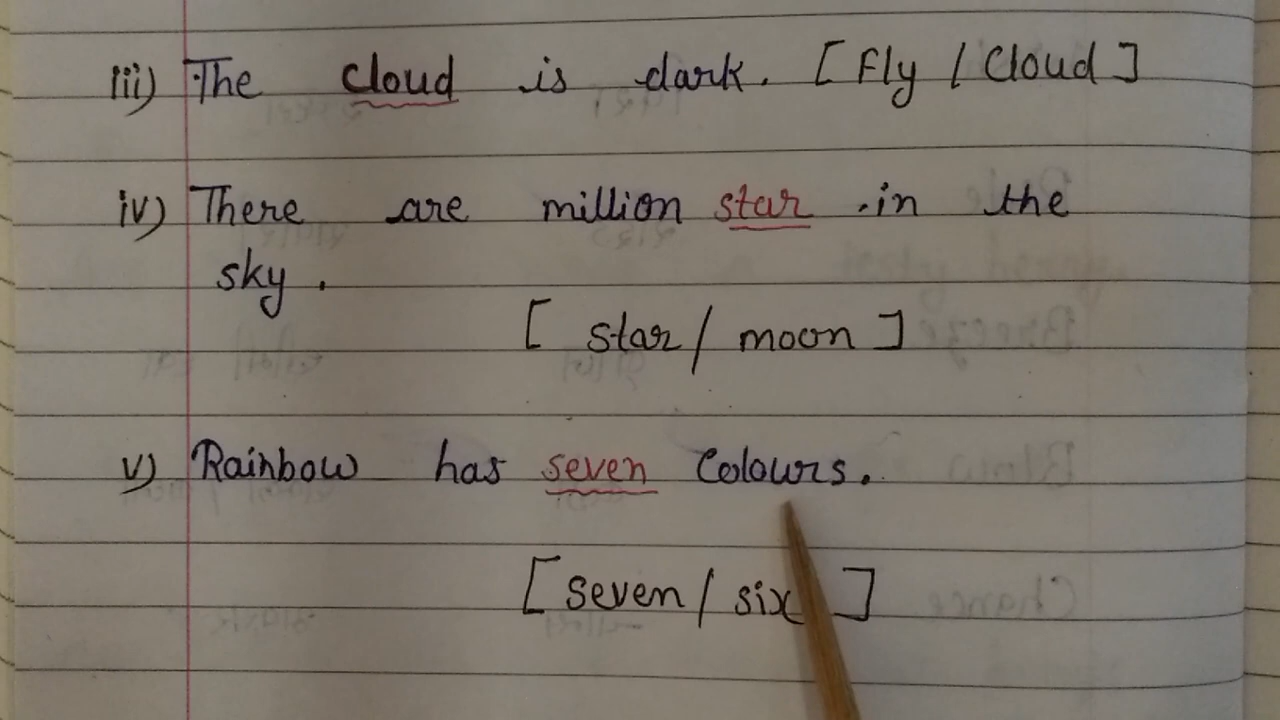 iii) The cloud is dark. [Fly / Cloud]
iv) There are million star in the
sky.
[star / moon]
v) Rainbow has seven Colours.
[seven / six]